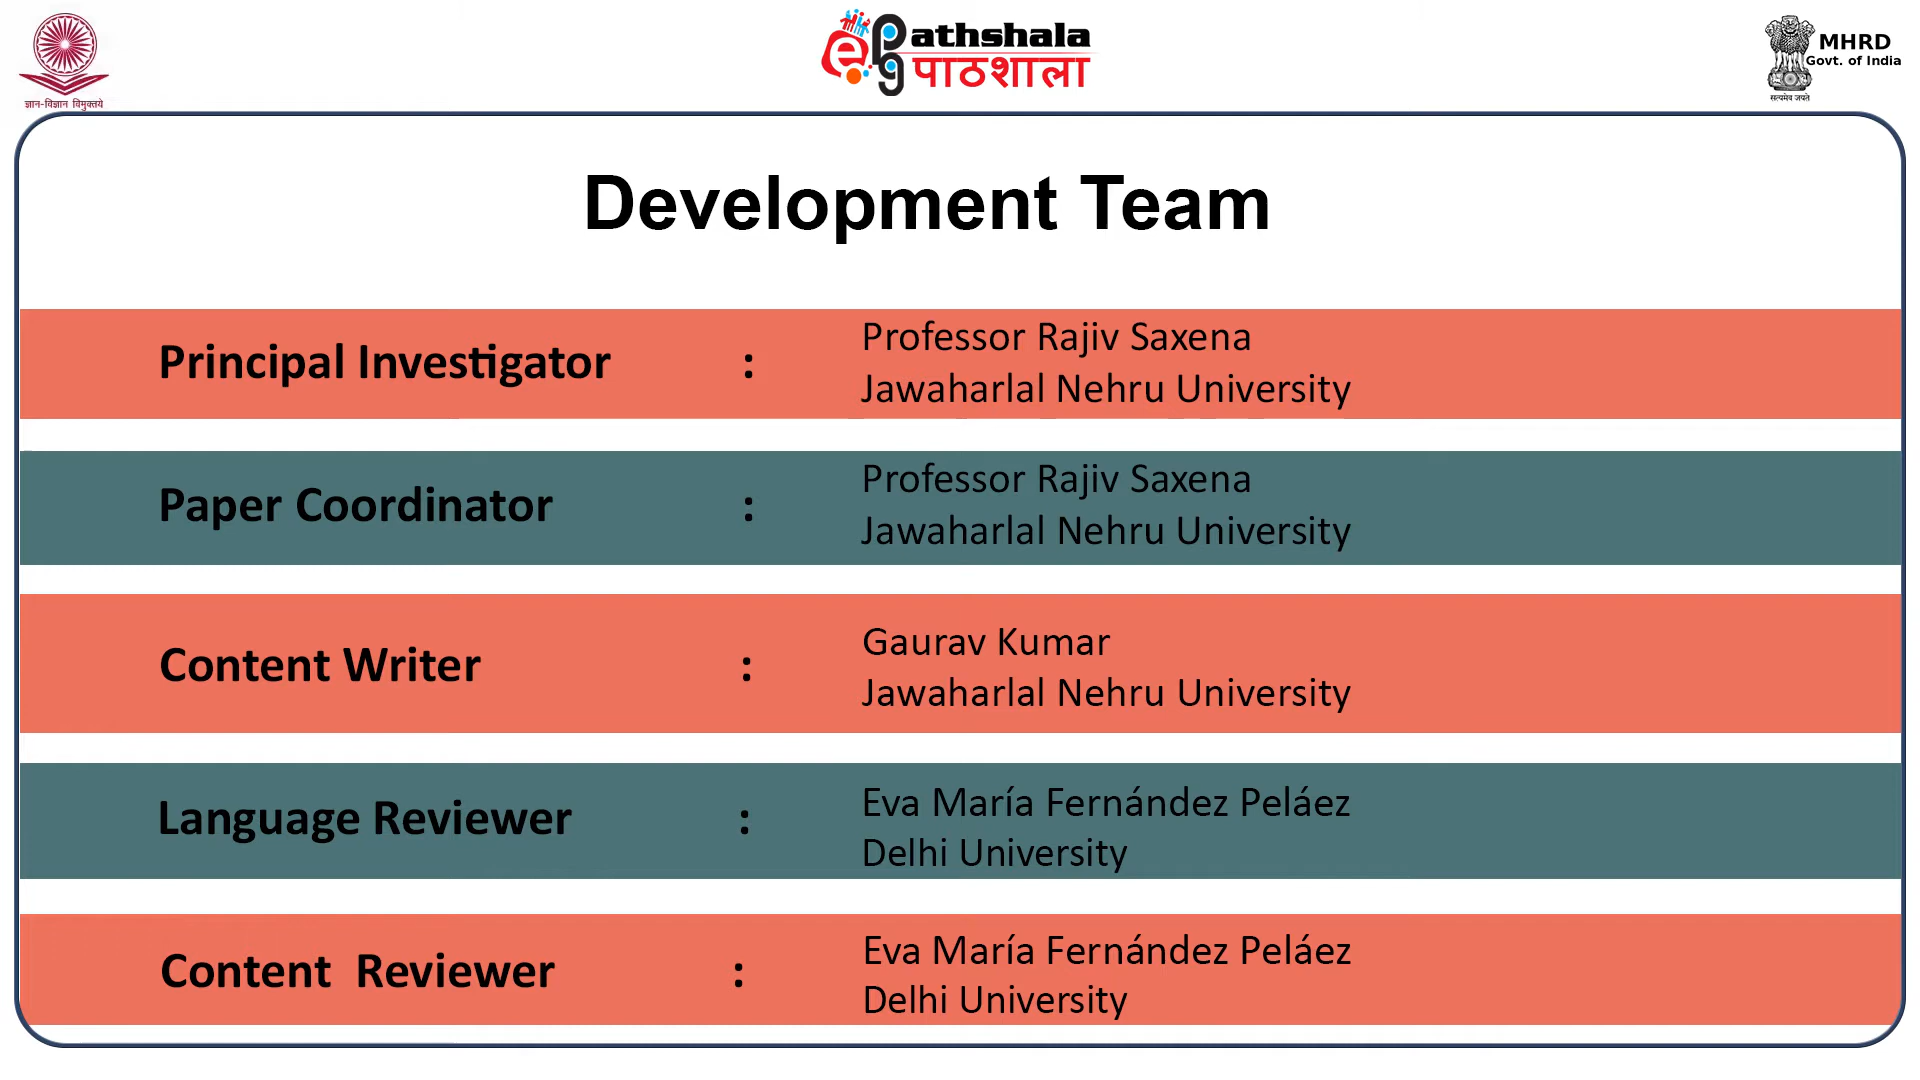 ज्ञान-विज्ञान विमुक्तये
ePathshala
पाठशाला
MHRD
Govt. of India
सत्यमेव जयते
Development Team
Principal Investigator : Professor Rajiv Saxena
Jawaharlal Nehru University
Paper Coordinator : Professor Rajiv Saxena
Jawaharlal Nehru University
Content Writer : Gaurav Kumar
Jawaharlal Nehru University
Language Reviewer : Eva María Fernández Peláez
Delhi University
Content Reviewer : Eva María Fernández Peláez
Delhi University